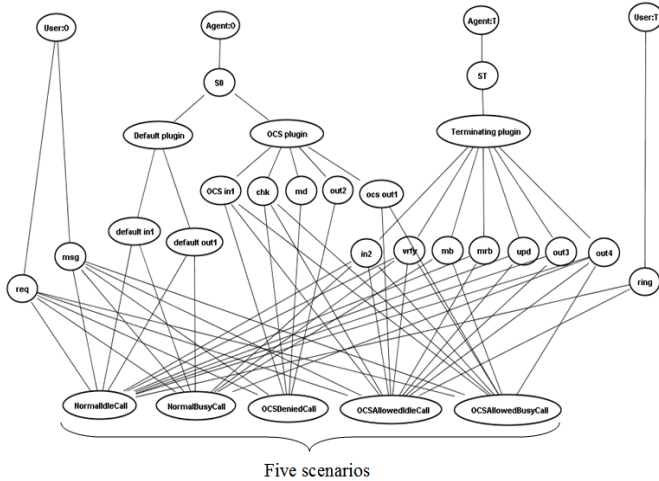 User:O
Agent:O
Agent:T
User:T
S0
ST
Default plugin
OCS plugin
Terminating plugin
OCS in1
chk
md
out2
ocs out1
default in1
default out1
msg
in2
vrfy
mb
mrb
upd
out3
out4
req
ring
NormalIdleCall
NormalBusyCall
OCSDeniedCall
OCSAllowedIdleCall
OCSAllowedBusyCall
Five scenarios